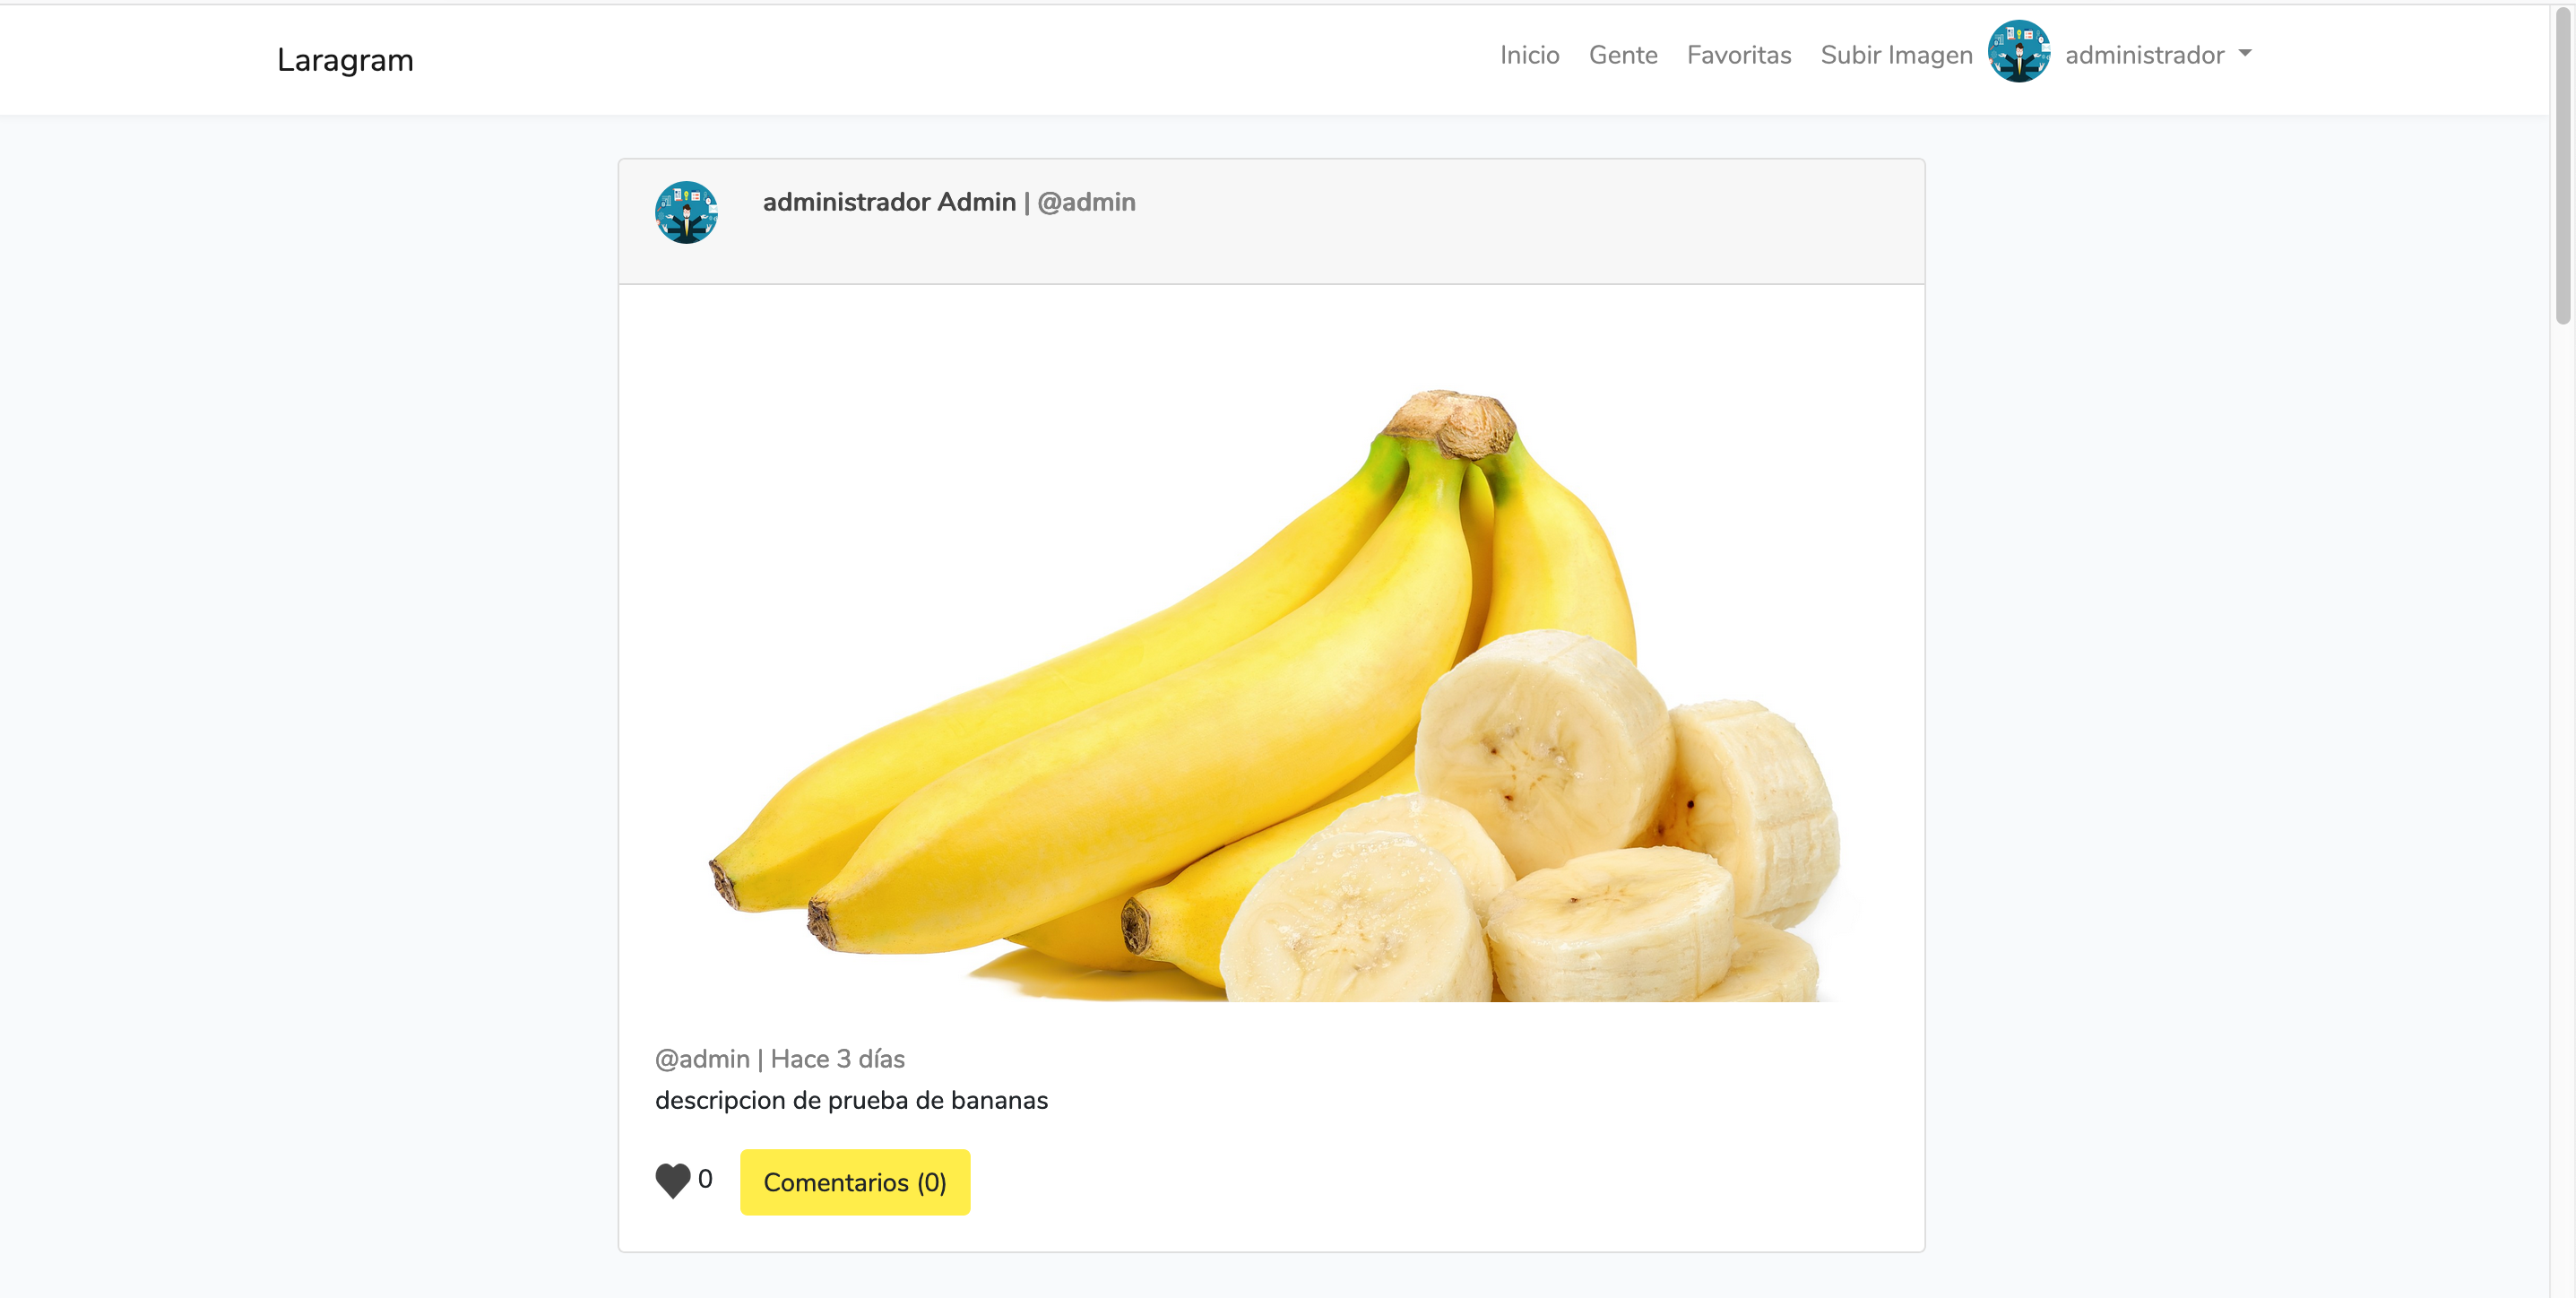 Laragram
Inicio Gente Favoritas Subir Imagen administrador
administrador Admin | @admin
@admin | Hace 3 días
descripcion de prueba de bananas
0 Comentarios (0)